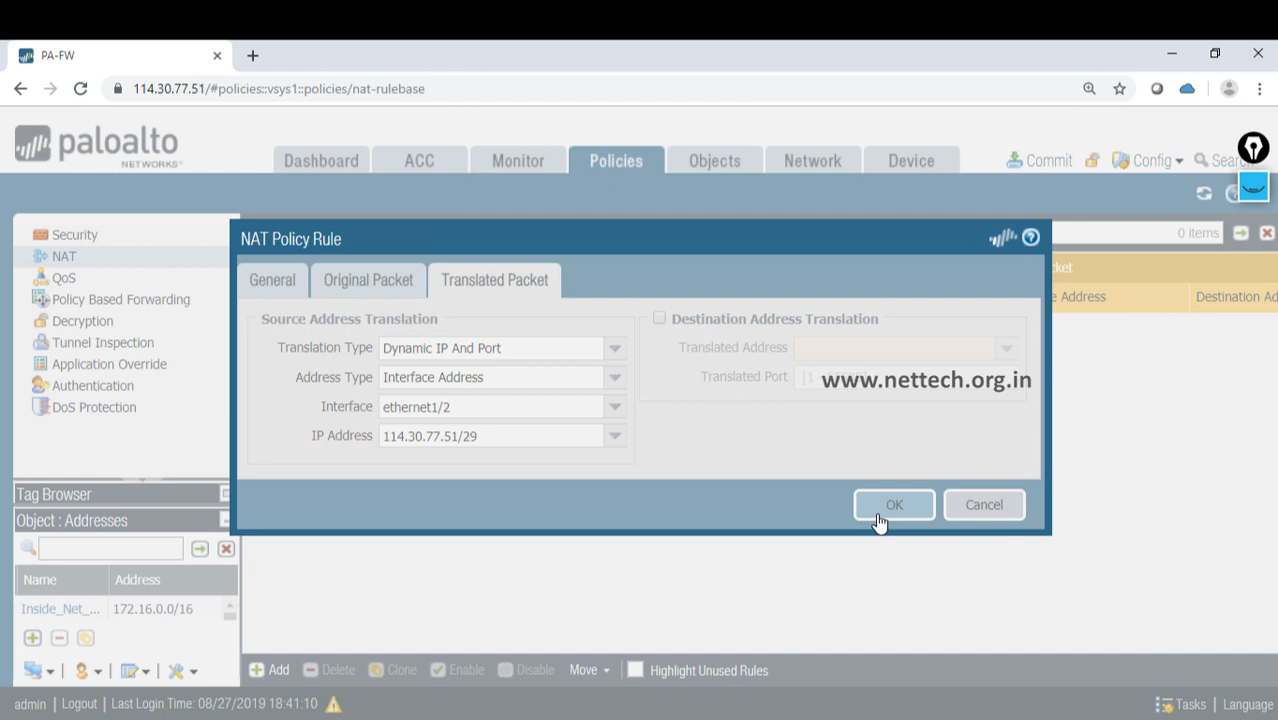 PA-FW
114.30.77.51/#policies::vsys1::policies/nat-rulebase
paloalto
NETWORKS
Dashboard
ACC
Monitor
Policies
Objects
Network
Device
Commit
Config
Security
NAT
QoS
Policy Based Forwarding
Decryption
Tunnel Inspection
Application Override
Authentication
DoS Protection
0 items
e Address
Destination Ad
NAT Policy Rule
General
Original Packet
Translated Packet
Source Address Translation
Translation Type Dynamic IP And Port
Address Type Interface Address
Interface ethernet1/2
IP Address 114.30.77.51/29
Destination Address Translation
Translated Address
Translated Port
www.nettech.org.in
OK
Cancel
Tag Browser
Object : Addresses
Name Address
Inside_Net_... 172.16.0.0/16
Add
Delete
Clone
Enable
Disable
Move
Highlight Unused Rules
admin | Logout | Last Login Time: 08/27/2019 18:41:10
Tasks | Language